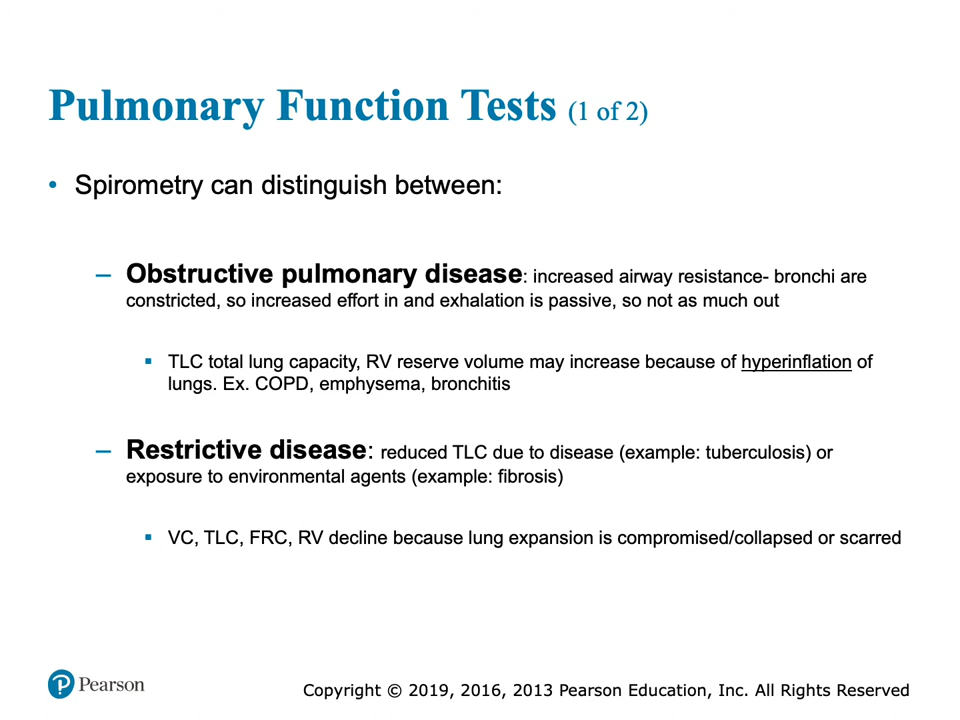 Pulmonary Function Tests (1 of 2)
• Spirometry can distinguish between:
– Obstructive pulmonary disease: increased airway resistance- bronchi are
constricted, so increased effort in and exhalation is passive, so not as much out
▪ TLC total lung capacity, RV reserve volume may increase because of hyperinflation of
lungs. Ex. COPD, emphysema, bronchitis
– Restrictive disease: reduced TLC due to disease (example: tuberculosis) or
exposure to environmental agents (example: fibrosis)
▪ VC, TLC, FRC, RV decline because lung expansion is compromised/collapsed or scarred
P Pearson
Copyright © 2019, 2016, 2013 Pearson Education, Inc. All Rights Reserved